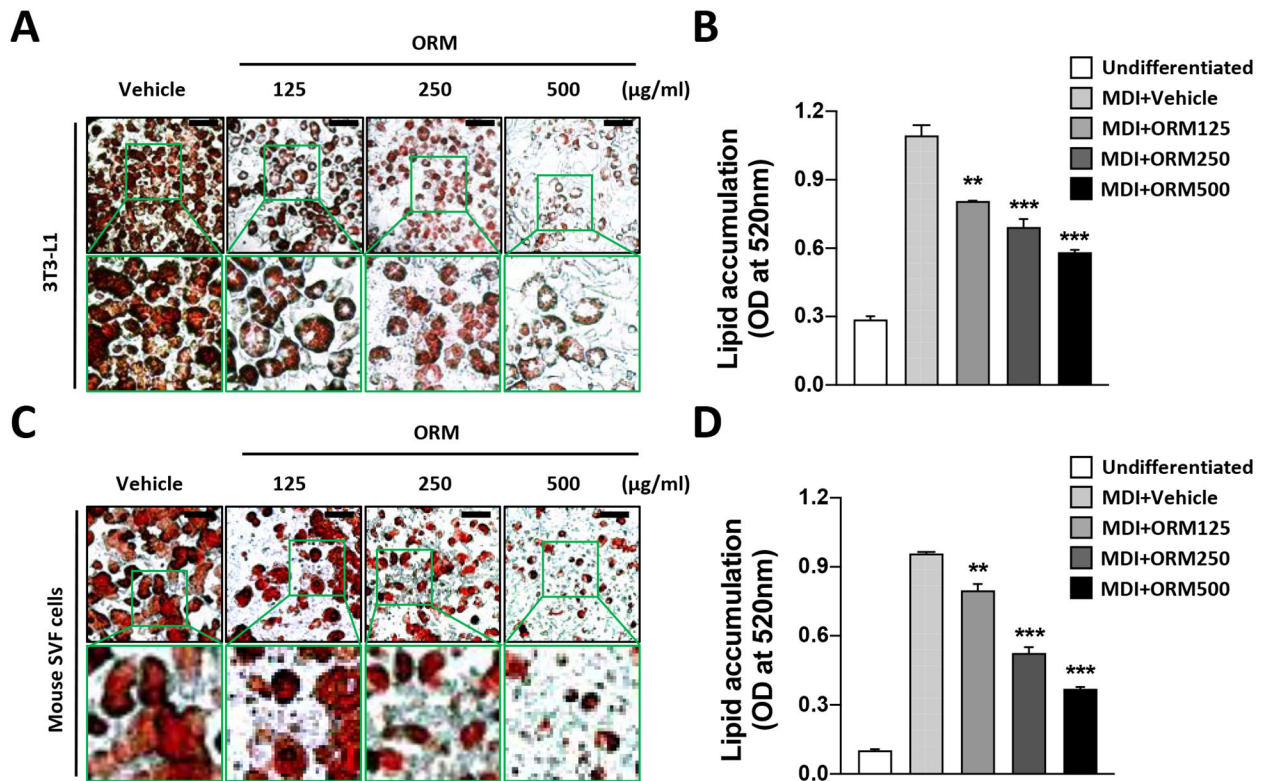 A
ORM
Vehicle 125 250 500 (µg/ml)
3T3-L1
B
Undifferentiated
MDI+Vehicle
MDI+ORM125
MDI+ORM250
MDI+ORM500
Lipid accumulation
(OD at 520nm)
1.2
0.9
0.6
0.3
0.0
**
***
***
C
ORM
Vehicle 125 250 500 (µg/ml)
Mouse SVF cells
D
Undifferentiated
MDI+Vehicle
MDI+ORM125
MDI+ORM250
MDI+ORM500
Lipid accumulation
(OD at 520nm)
1.2
0.9
0.6
0.3
0.0
**
***
***